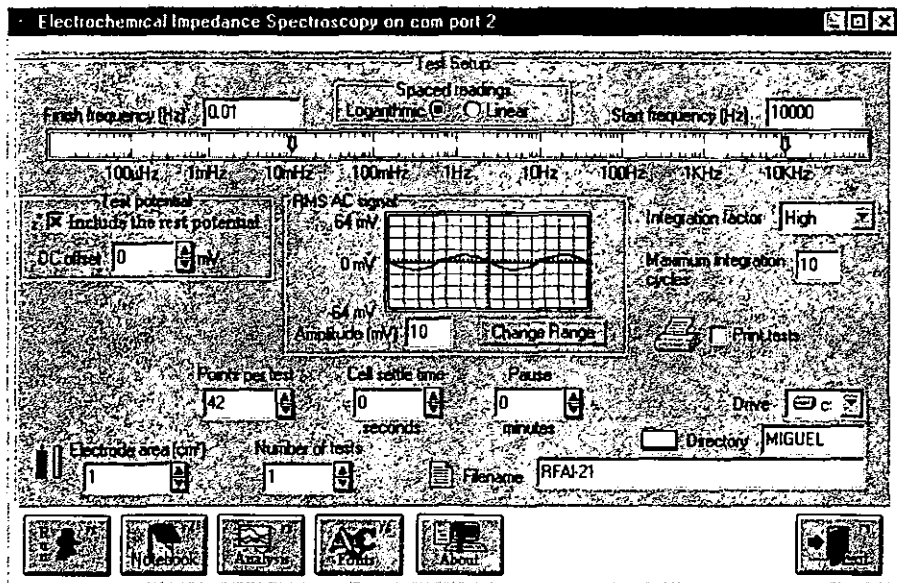 Electrochemical Impedance Spectroscopy on com port 2
Test Setup
Spaced readings
Finish frequency (Hz) 0.01 Logarithmic Linear Start frequency (Hz) 10000
100uHz 1mHz 10mHz 100mHz 1Hz 10Hz 100Hz 1KHz 10KHz
Test potential
Include the rest potential
DC offset 0 mV
RMS AC signal
64 mV
0 mV
-64 mV
Amplitude (mV) 10 Change Range
Integration factor High
Maximum integration cycles 10
Print tests
Points per test Cell settle time Pause
42 0 0
seconds minutes
Drive c:
Directory MIGUEL
Electrode area (cm²) Number of tests
1 1
Filename RFAI-21
Notebook Analysis Fonts About